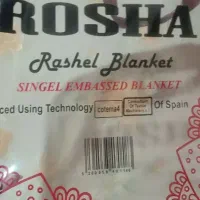 ROSHA
Rashel Blanket
SINGEL EMBASSED BLANKET
ced Using Technology
Of Spain